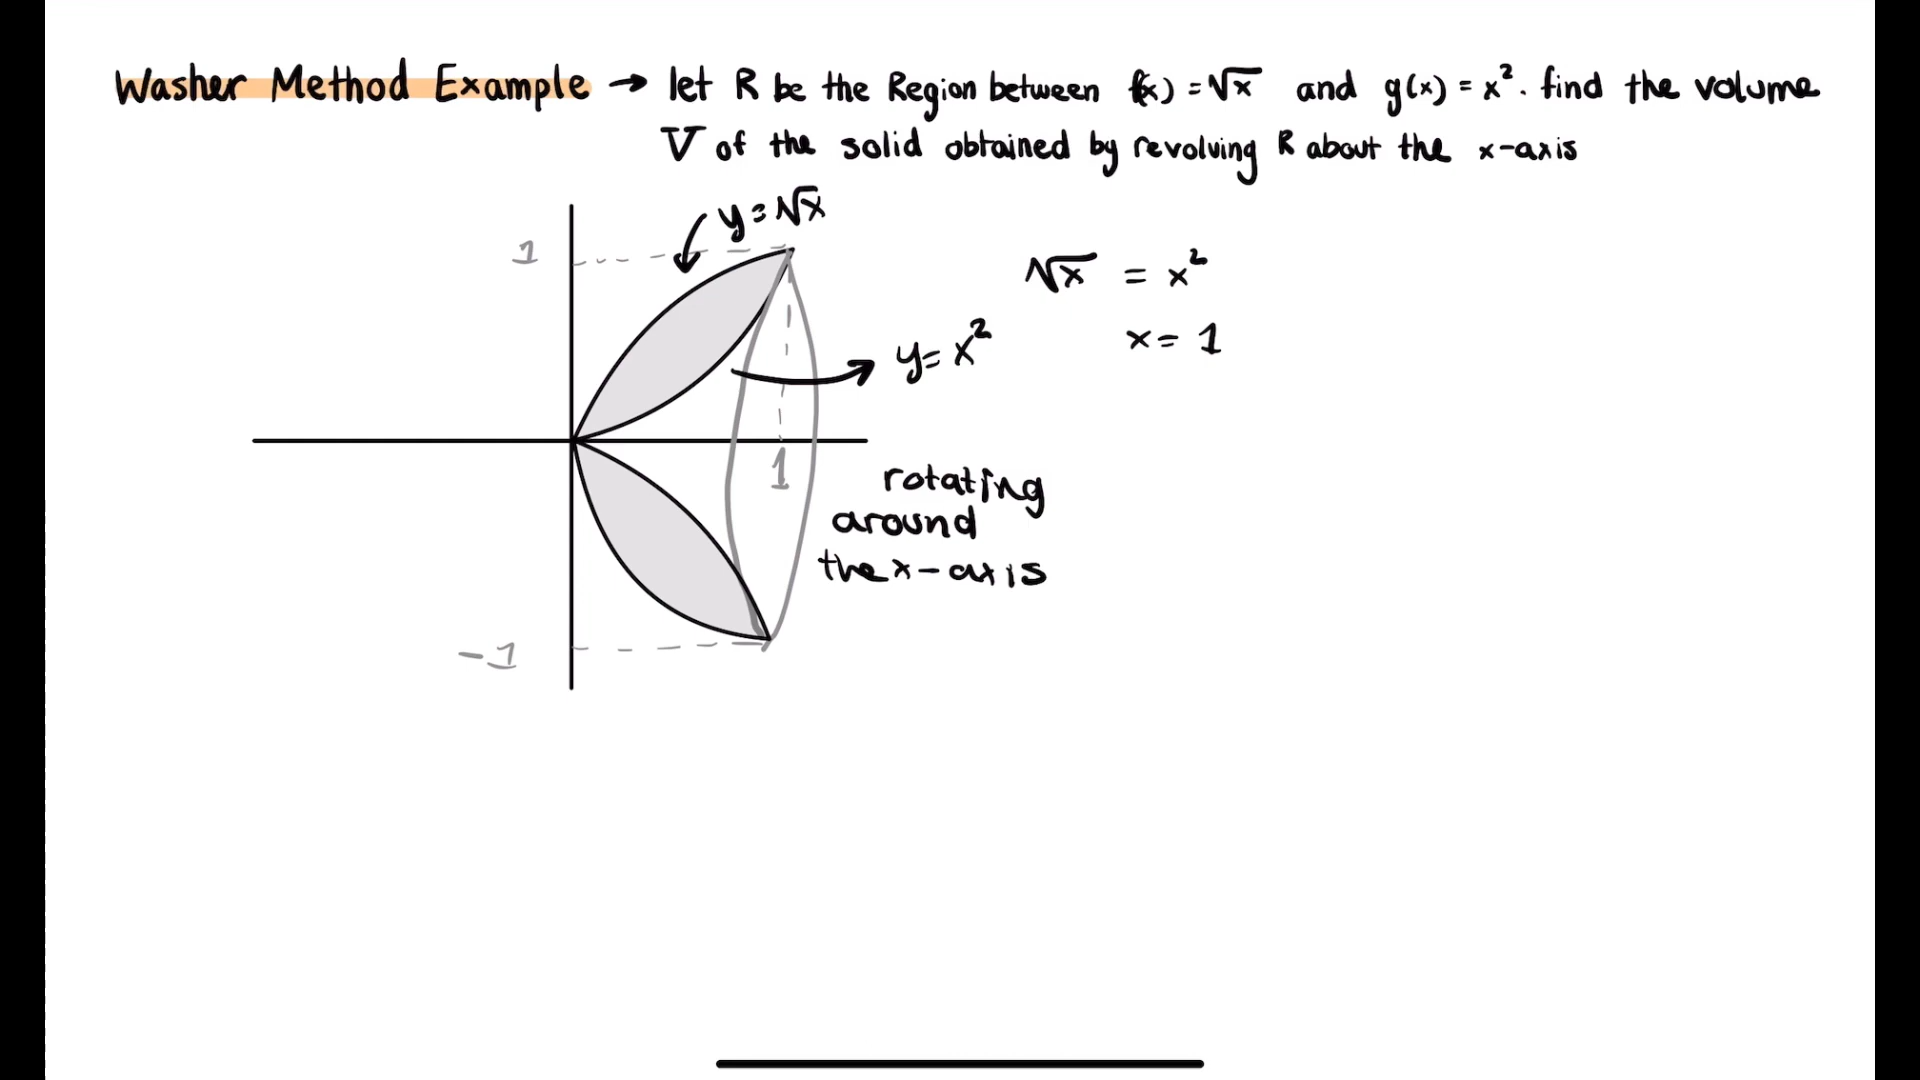 Washer Method Example → let R be the Region between f(x) = √x and g(x) = x². find the volume
V of the solid obtained by revolving R about the x-axis
y = √x
1
√x = x²
y = x²
x = 1
1
rotating
around
the x-axis
-1